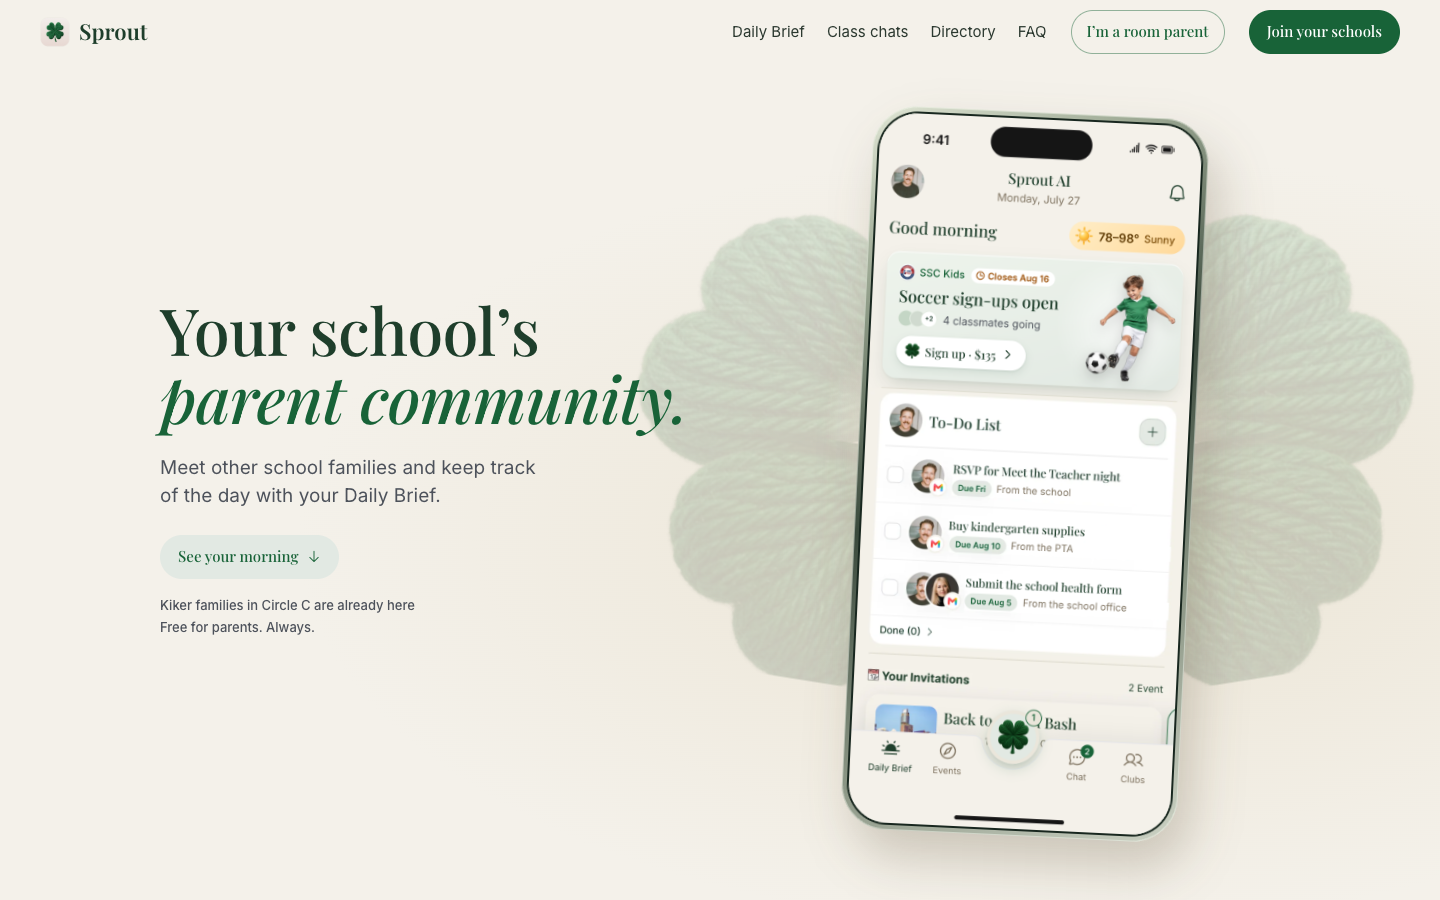 Sprout
Daily Brief
Class chats
Directory
FAQ
I'm a room parent
Join your schools
Your school's
parent community.
Meet other school families and keep track
of the day with your Daily Brief.
See your morning ↓
Kiker families in Circle C are already here
Free for parents. Always.
9:41
Sprout AI
Monday, July 27
Good morning
78–98° Sunny
SSC Kids
Closes Aug 16
Soccer sign-ups open
+2
4 classmates going
Sign up · $135
To-Do List
RSVP for Meet the Teacher night
Due Fri From the school
Buy kindergarten supplies
Due Aug 10 From the PTA
Submit the school health form
Due Aug 5 From the school office
Done (0)
Your Invitations
2 Event
Back to
Bash
1
2
Daily Brief
Events
Chat
Clubs